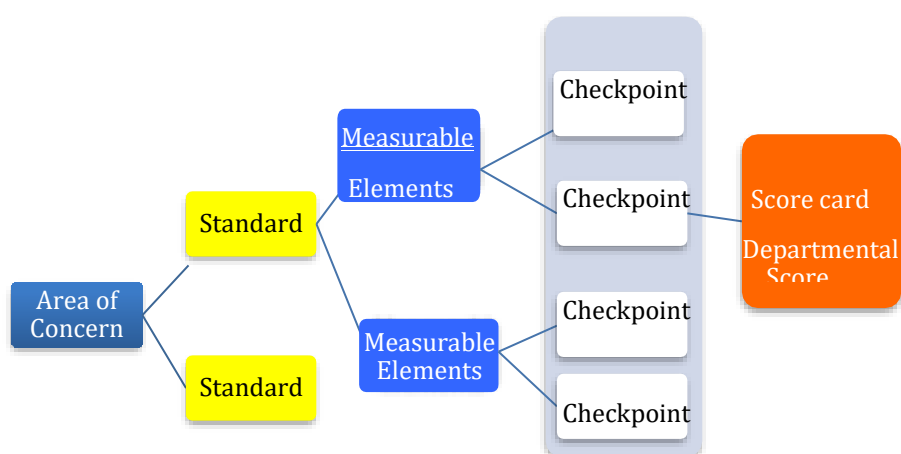 Area of
Concern
Standard
Standard
Measurable
Elements
Measurable
Elements
Checkpoint
Checkpoint
Checkpoint
Checkpoint
Score card
Departmental
Score